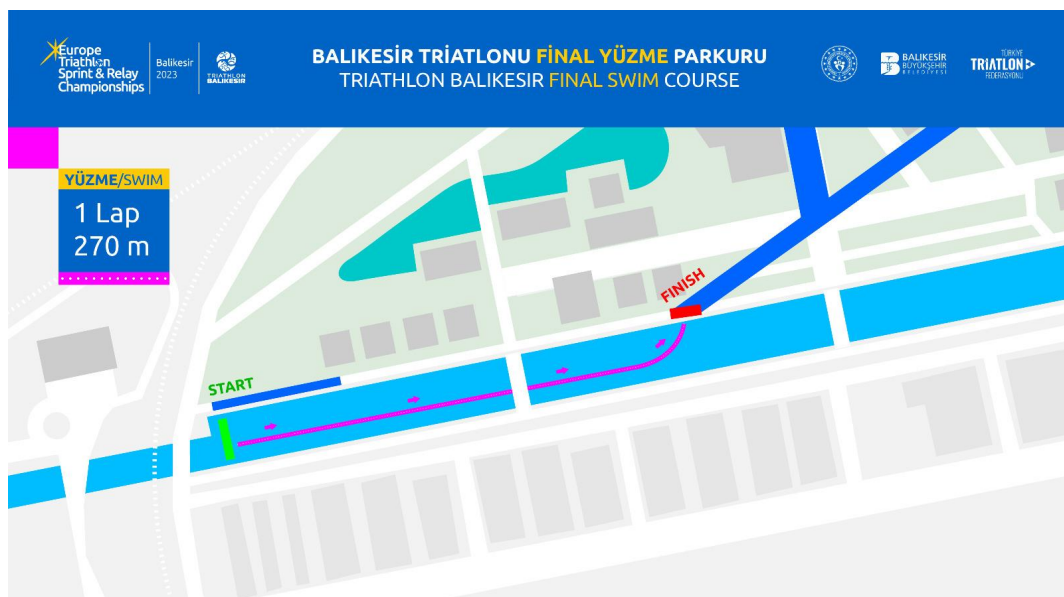 Europe
Triathlon
Sprint & Relay
Championships
Balıkesir
2023
TRIATHLON
BALIKESIR
BALIKESİR TRİATLONU FİNAL YÜZME PARKURU
TRIATHLON BALIKESIR FINAL SWIM COURSE
BALIKESİR
BÜYÜKŞEHİR
BELEDİYESİ
TÜRKİYE
TRIATLON
FEDERASYONU
YÜZME/SWIM
1 Lap
270 m
START
FINISH